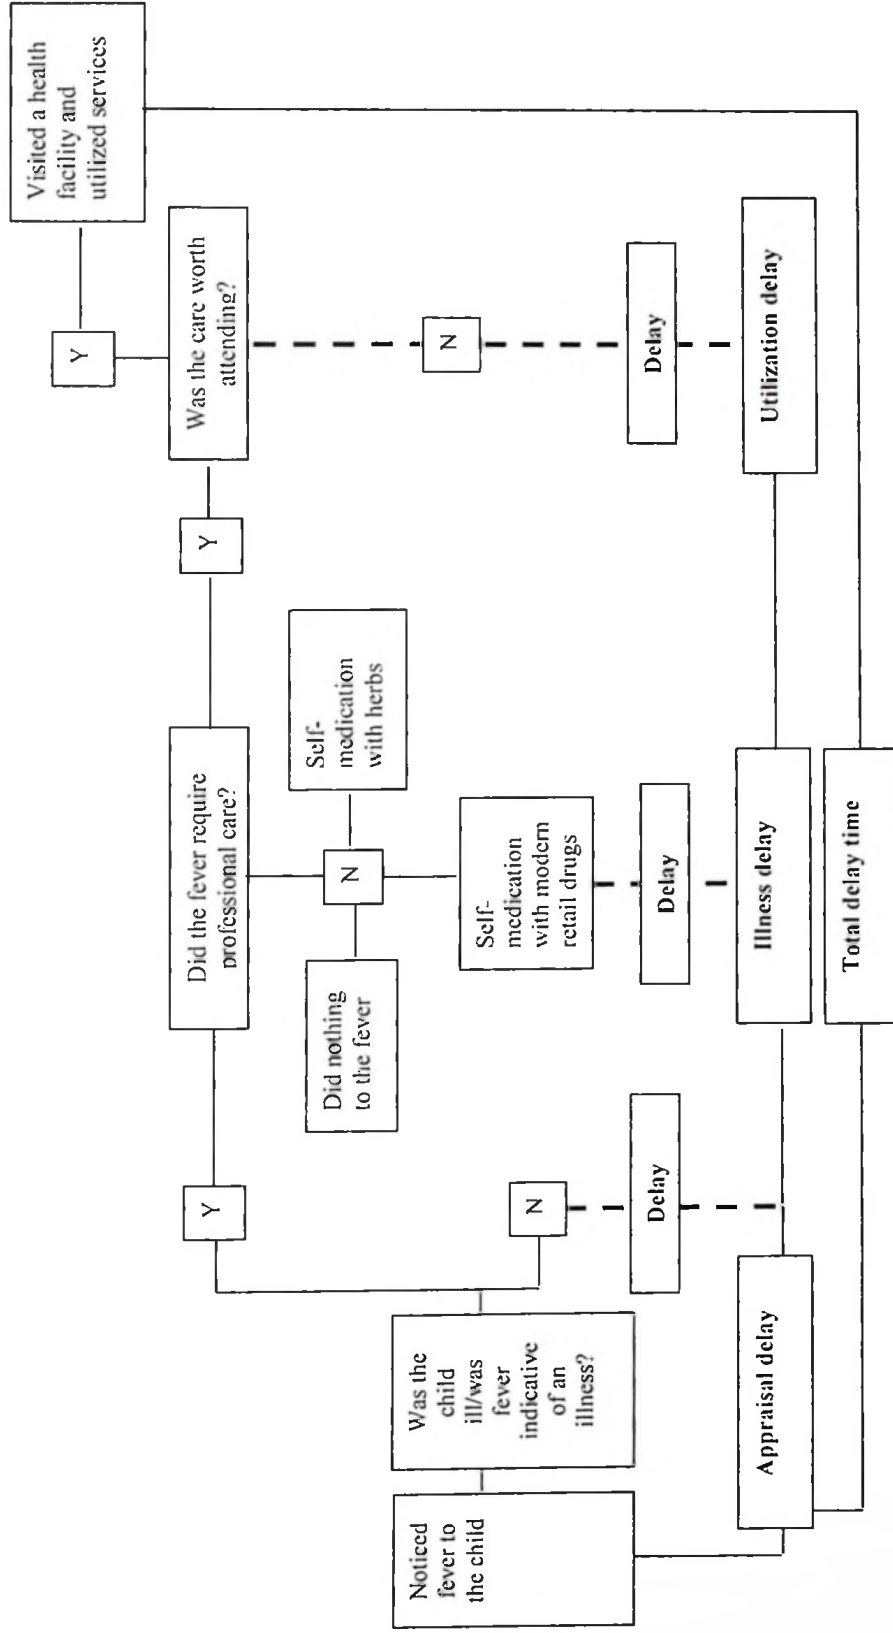 Noticed
fever to
the child
Was the
child
ill/was
fever
indicative
of an
illness?
Y
N
Delay
Appraisal delay
Did the fever require
professional care?
Did nothing
to the fever
N
Self-
medication
with herbs
Self-
medication
with modern
retail drugs
Delay
Illness delay
Total delay time
Y
Was the care worth
attending?
Y
Visited a health
facility and
utilized services
N
Delay
Utilization delay